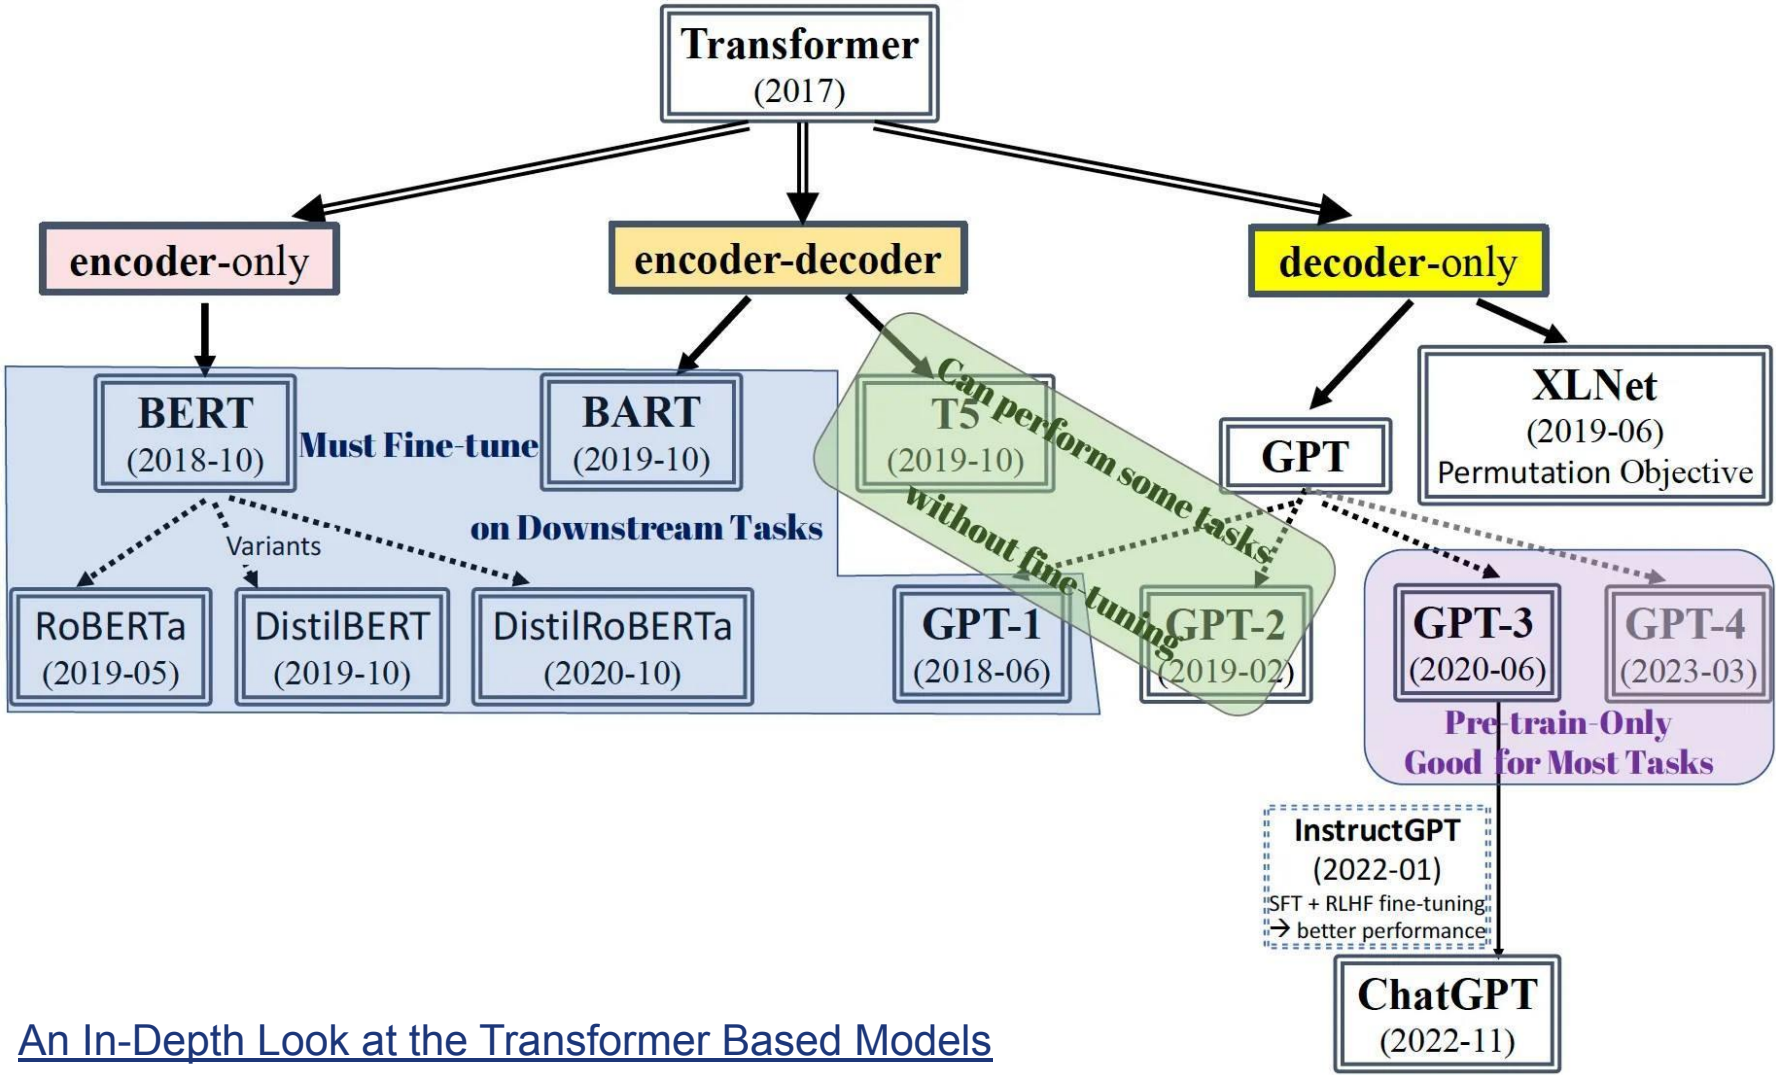 Transformer
(2017)
encoder-only
encoder-decoder
decoder-only
BERT
(2018-10)
Must Fine-tune
on Downstream Tasks
BART
(2019-10)
T5
(2019-10)
Can perform some tasks
without fine-tuning
GPT
XLNet
(2019-06)
Permutation Objective
Variants
RoBERTa
(2019-05)
DistilBERT
(2019-10)
DistilRoBERTa
(2020-10)
GPT-1
(2018-06)
GPT-2
(2019-02)
GPT-3
(2020-06)
GPT-4
(2023-03)
Pre-train-Only
Good for Most Tasks
InstructGPT
(2022-01)
SFT + RLHF fine-tuning
→ better performance
ChatGPT
(2022-11)
An In-Depth Look at the Transformer Based Models